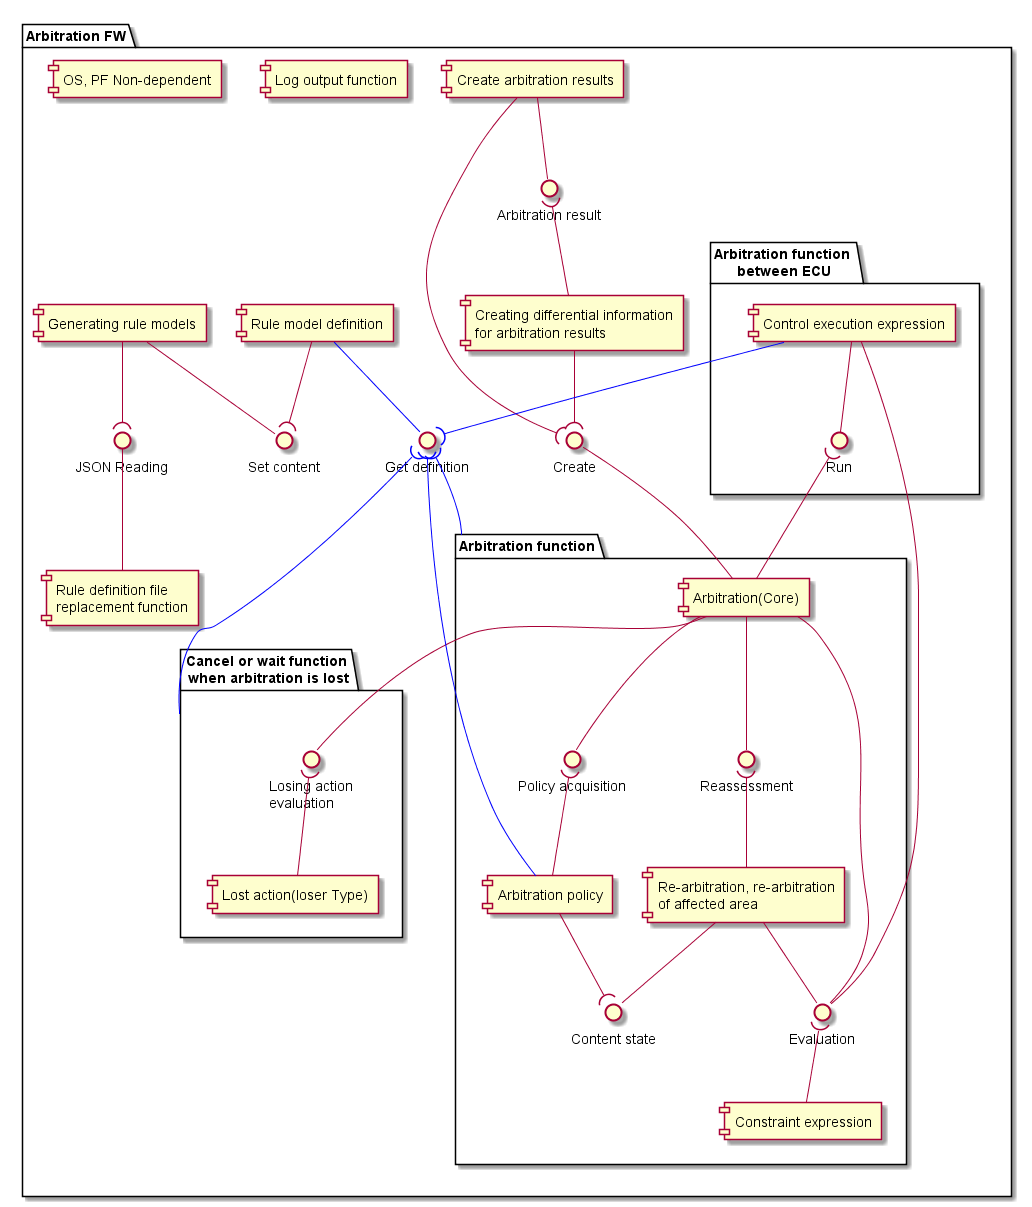 Arbitration FW
OS, PF Non-dependent
Log output function
Create arbitration results
Arbitration result
Arbitration function
between ECU
Generating rule models
Rule model definition
Creating differential information
for arbitration results
Control execution expression
JSON Reading
Set content
Get definition
Create
Run
Arbitration function
Rule definition file
replacement function
Arbitration(Core)
Cancel or wait function
when arbitration is lost
Losing action
evaluation
Policy acquisition
Reassessment
Lost action(loser Type)
Arbitration policy
Re-arbitration, re-arbitration
of affected area
Content state
Evaluation
Constraint expression